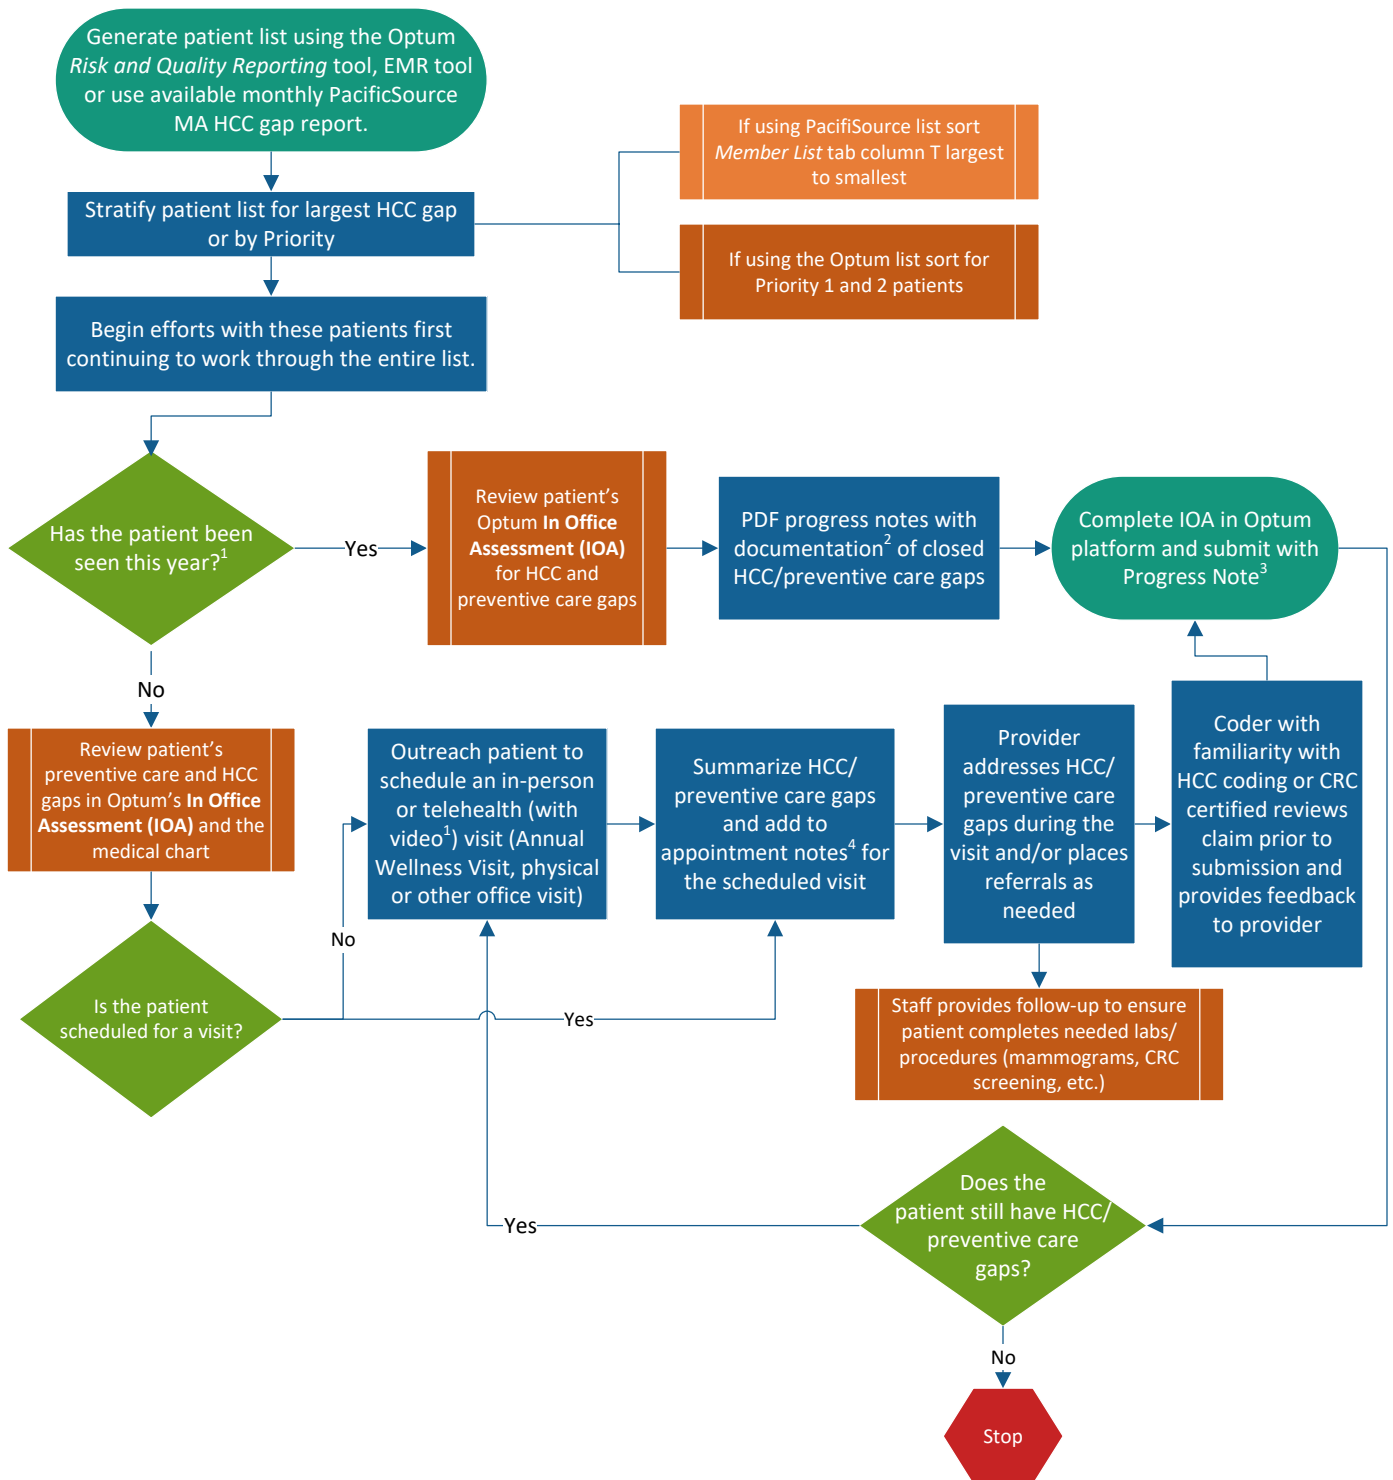 Generate patient list using the Optum
Risk and Quality Reporting tool, EMR tool
or use available monthly PacificSource
MA HCC gap report.
If using PacifiSource list sort
Member List tab column T largest
to smallest
Stratify patient list for largest HCC gap
or by Priority
If using the Optum list sort for
Priority 1 and 2 patients
Begin efforts with these patients first
continuing to work through the entire list.
Has the patient been
seen this year?1
Yes
Review patient's
Optum In Office
Assessment (IOA)
for HCC and
preventive care gaps
PDF progress notes with
documentation2 of closed
HCC/preventive care gaps
Complete IOA in Optum
platform and submit with
Progress Note3
No
Review patient's
preventive care and HCC
gaps in Optum's In Office
Assessment (IOA) and the
medical chart
Outreach patient to
schedule an in-person
or telehealth (with
video1) visit (Annual
Wellness Visit, physical
or other office visit)
Summarize HCC/
preventive care gaps
and add to
appointment notes4 for
the scheduled visit
Provider
addresses HCC/
preventive care
gaps during the
visit and/or places
referrals as
needed
Coder with
familiarity with
HCC coding or CRC
certified reviews
claim prior to
submission and
provides feedback
to provider
No
Is the patient
scheduled for a visit?
Yes
Staff provides follow-up to ensure
patient completes needed labs/
procedures (mammograms, CRC
screening, etc.)
Does the
patient still have HCC/
preventive care
gaps?
Yes
No
Stop